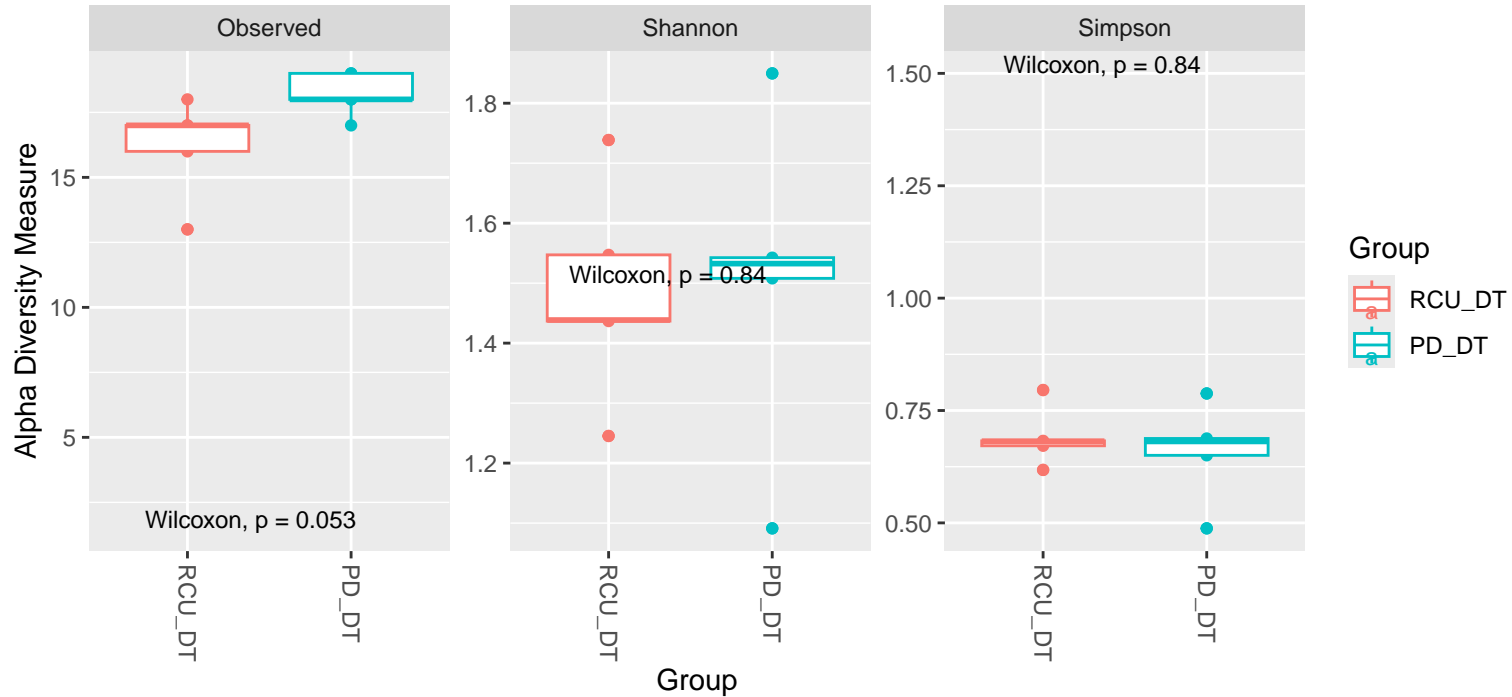 Observed
Shannon
Simpson
Alpha Diversity Measure
15
10
5
Wilcoxon, p = 0.053
RCU_DT
PD_DT
1.8
1.6
1.4
1.2
Wilcoxon, p = 0.84
RCU_DT
PD_DT
1.50
1.25
1.00
0.75
0.50
Wilcoxon, p = 0.84
RCU_DT
PD_DT
Group
Group
a RCU_DT
a PD_DT